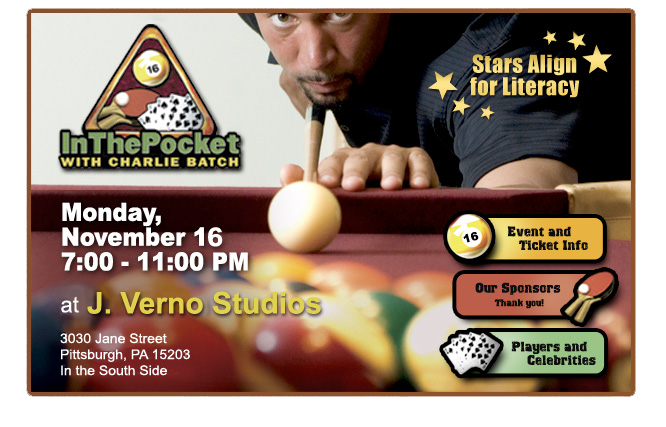 16
InThePocket
WITH CHARLIE BATCH
Stars Align
for Literacy
Monday,
November 16
7:00 - 11:00 PM
at J. Verno Studios
3030 Jane Street
Pittsburgh, PA 15203
In the South Side
16
Event and
Ticket Info
Our Sponsors
Thank you!
Players and
Celebrities